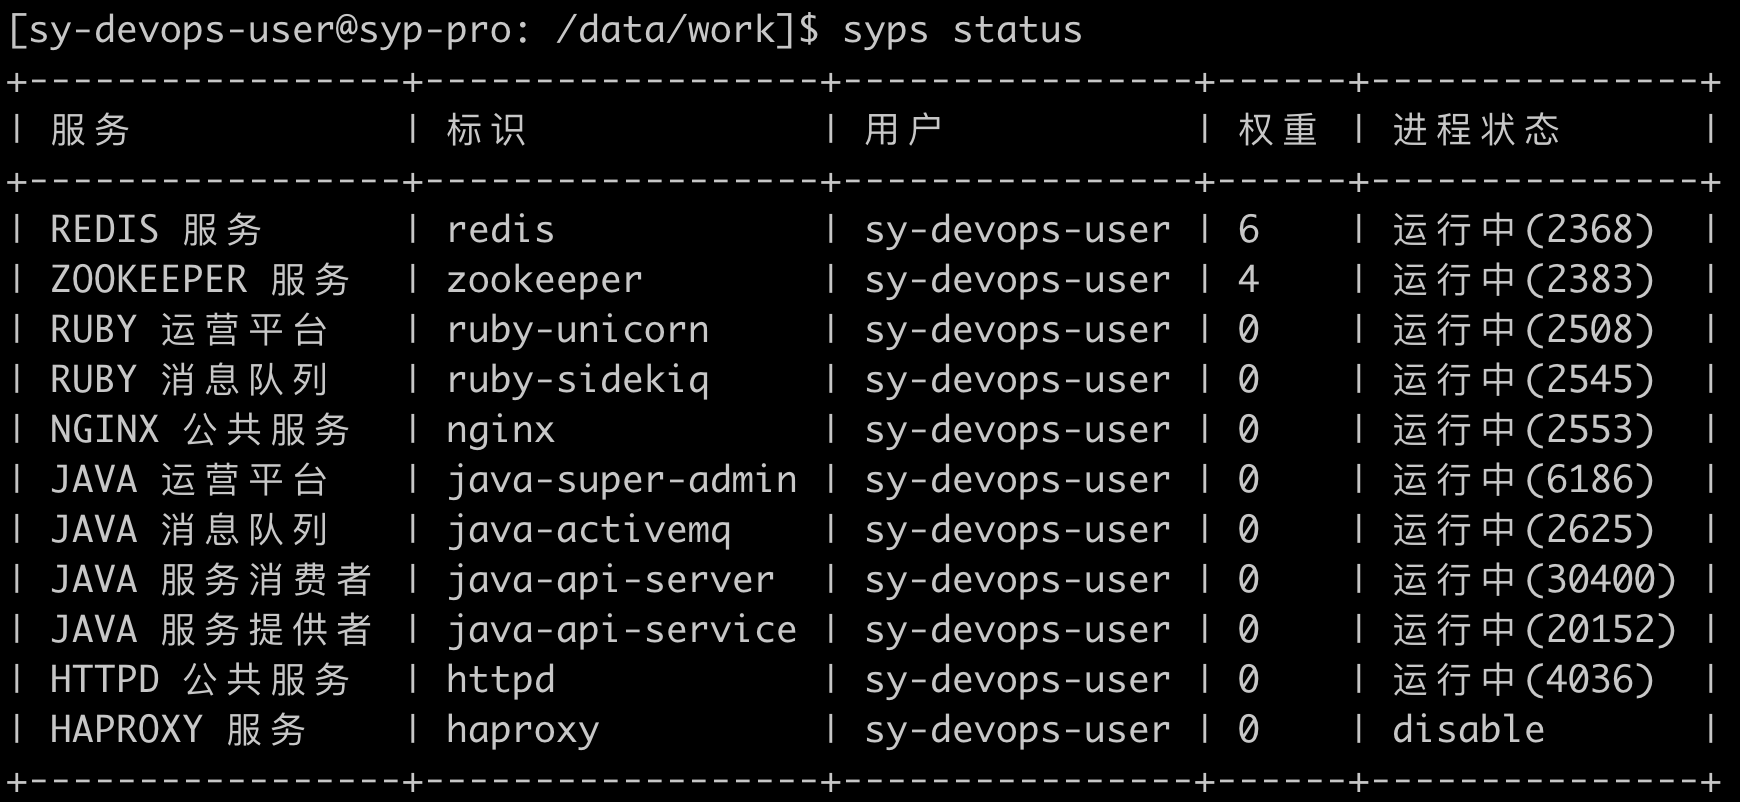 [sy-devops-user@syp-pro: /data/work]$ syps status
+-----------------+------------------+----------------+------+---------------+
| 服务 | 标识 | 用户 | 权重 | 进程状态 |
+-----------------+------------------+----------------+------+---------------+
| REDIS 服务 | redis | sy-devops-user | 6 | 运行中(2368) |
| ZOOKEEPER 服务 | zookeeper | sy-devops-user | 4 | 运行中(2383) |
| RUBY 运营平台 | ruby-unicorn | sy-devops-user | 0 | 运行中(2508) |
| RUBY 消息队列 | ruby-sidekiq | sy-devops-user | 0 | 运行中(2545) |
| NGINX 公共服务 | nginx | sy-devops-user | 0 | 运行中(2553) |
| JAVA 运营平台 | java-super-admin | sy-devops-user | 0 | 运行中(6186) |
| JAVA 消息队列 | java-activemq | sy-devops-user | 0 | 运行中(2625) |
| JAVA 服务消费者 | java-api-server | sy-devops-user | 0 | 运行中(30400) |
| JAVA 服务提供者 | java-api-service | sy-devops-user | 0 | 运行中(20152) |
| HTTPD 公共服务 | httpd | sy-devops-user | 0 | 运行中(4036) |
| HAPROXY 服务 | haproxy | sy-devops-user | 0 | disable |
+-----------------+------------------+----------------+------+---------------+